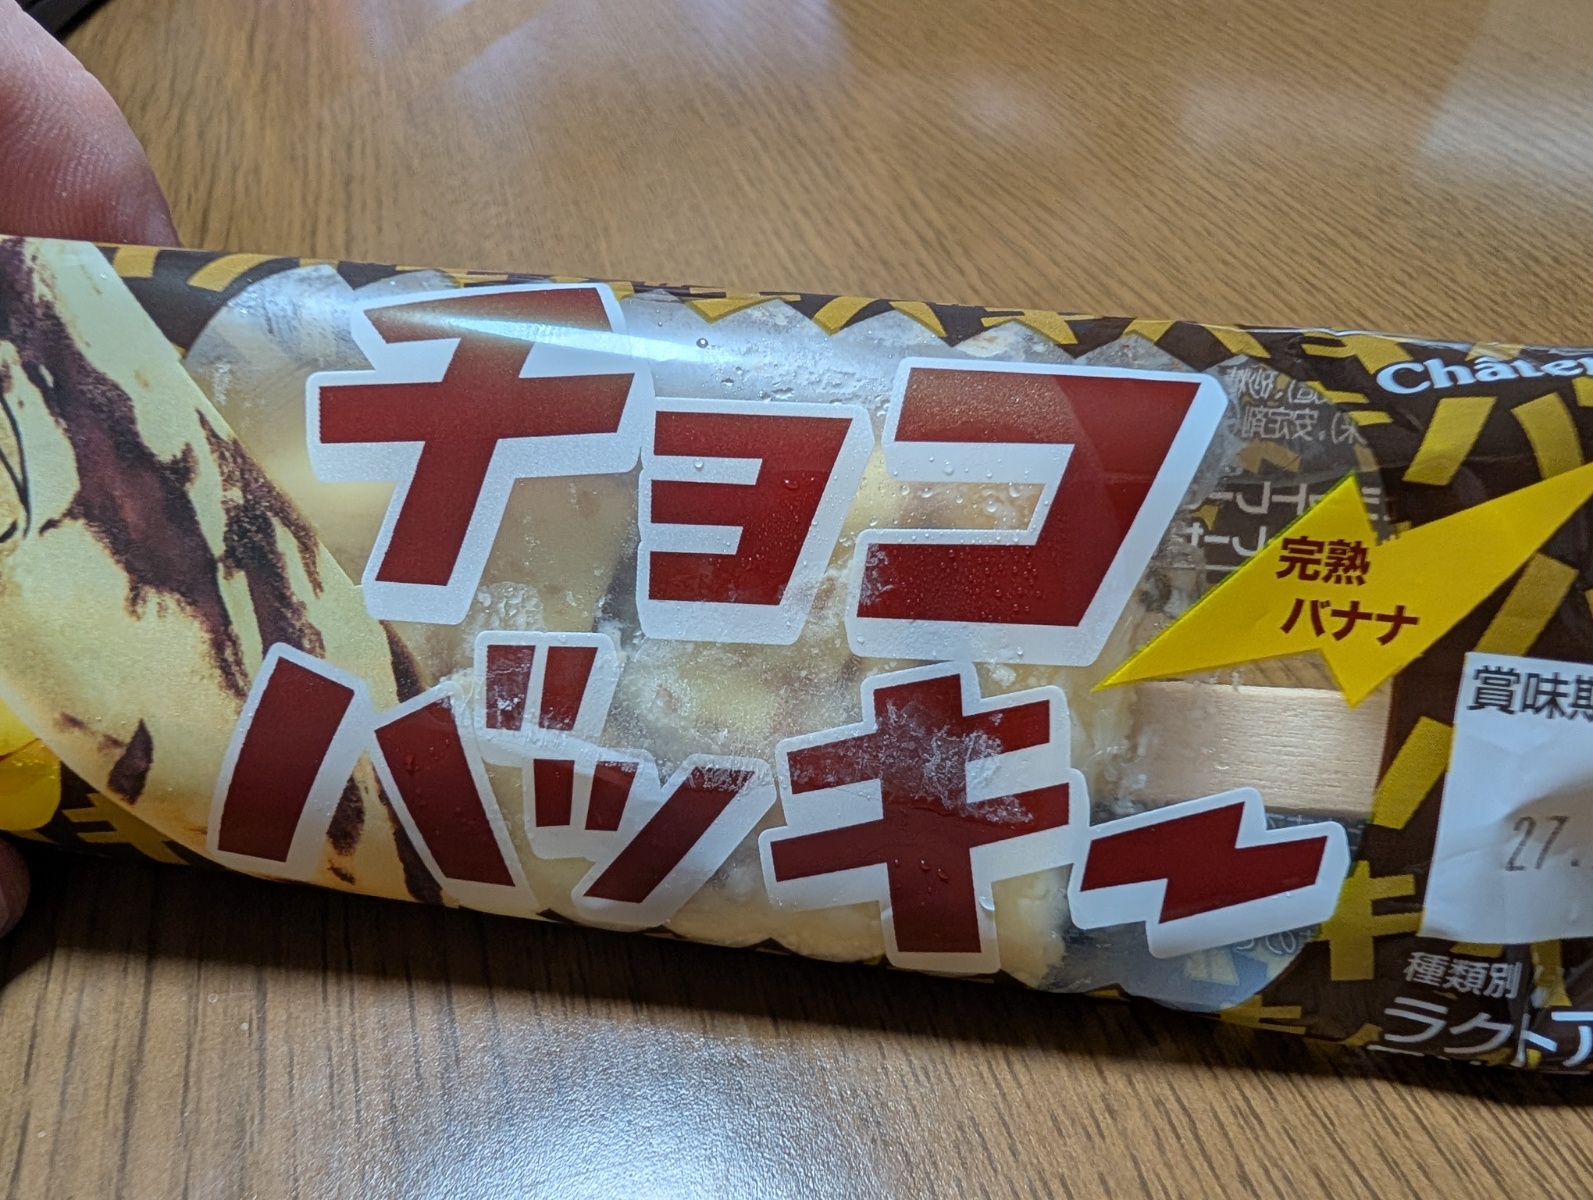 チョコ
バッキー
Châter
完熟
バナナ
賞味期
27.
種類別
ラクトア